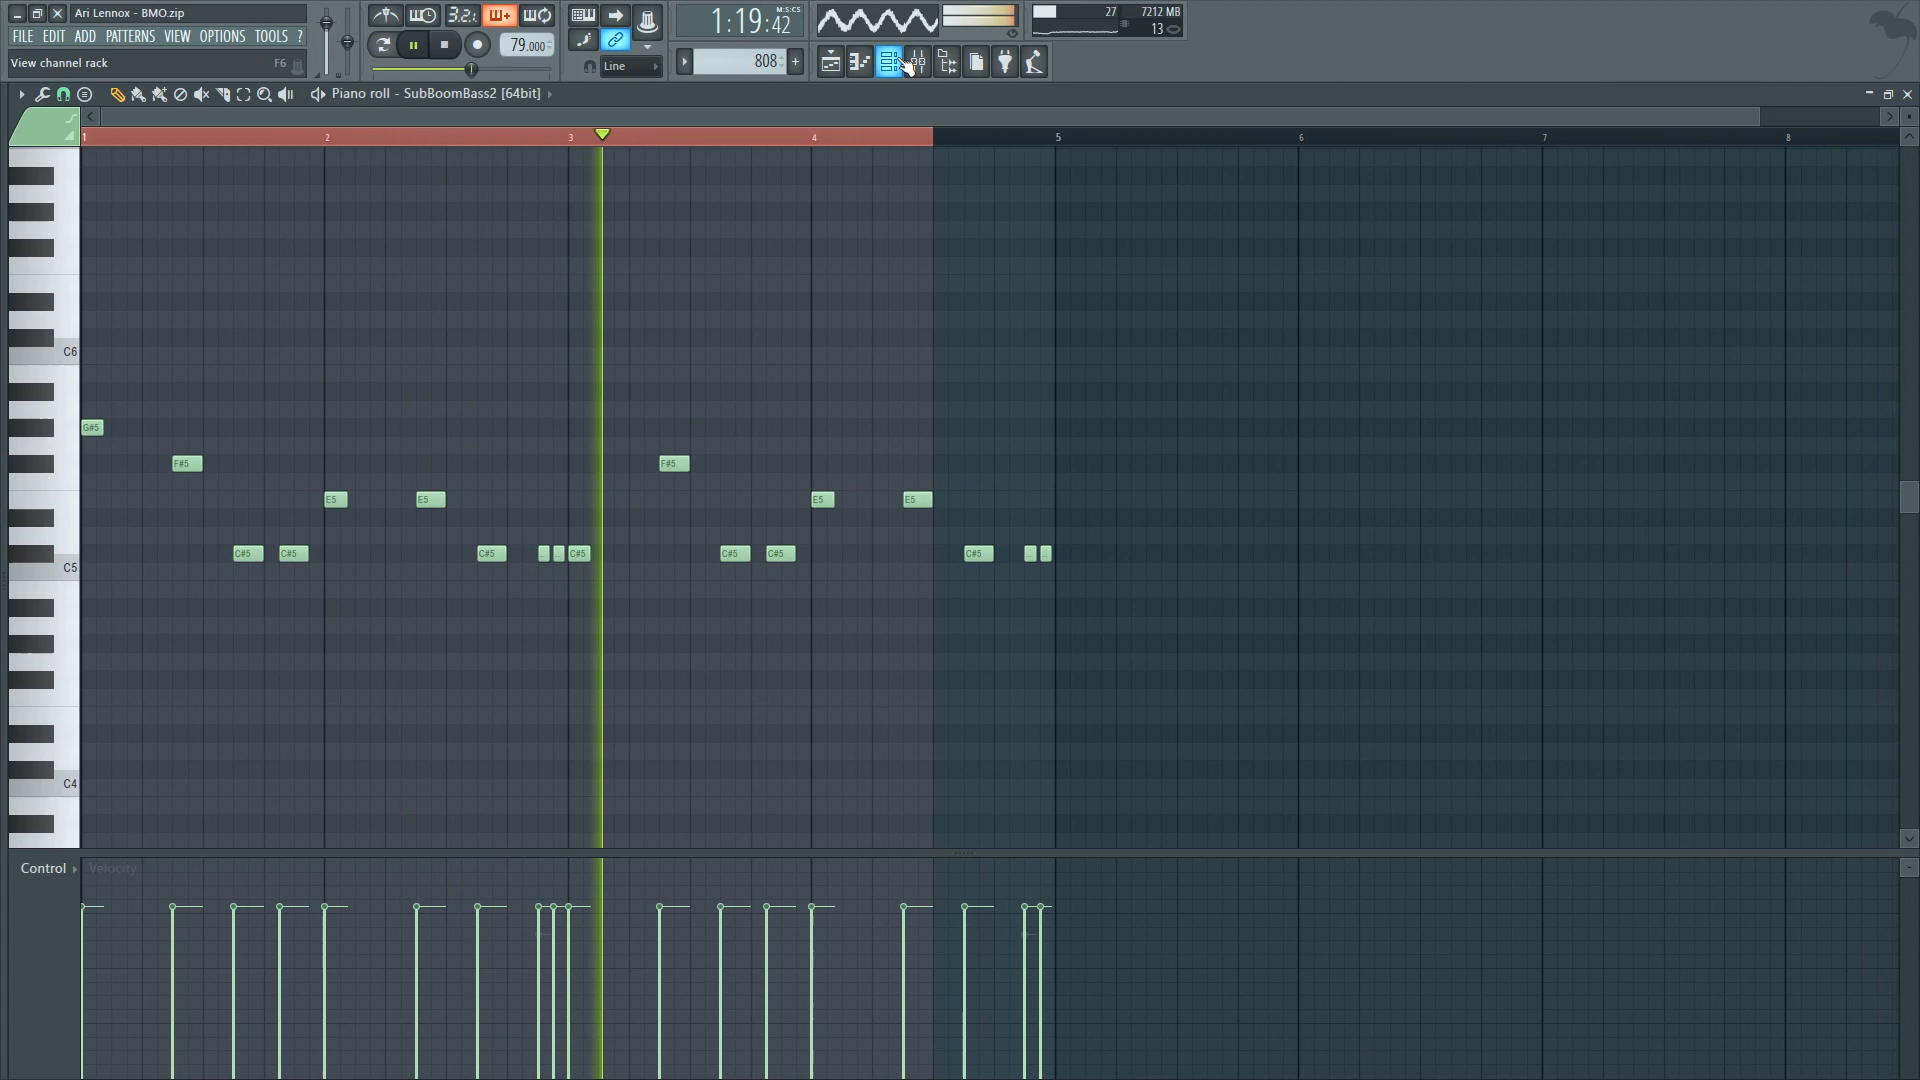 Ari Lennox - BMO.zip
FILE EDIT ADD PATTERNS VIEW OPTIONS TOOLS ?
View channel rack F6
3.2.
79.000
Line
1:19:42
M:S:CS
808
27
7212 MB
13
Piano roll - SubBoomBass2 [64bit]
1 2 3 4 5 6 7 8
C6
G#5
F#5 F#5
E5 E5 E5 E5
C#5 C#5 C#5 C#5 C#5 C#5 C#5
C5
C4
Control Velocity